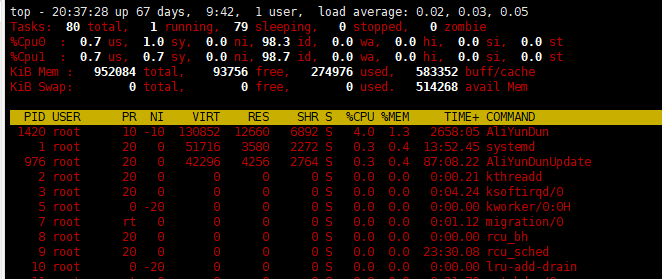 top - 20:37:28 up 67 days,  9:42,  1 user,  load average: 0.02, 0.03, 0.05
Tasks:  80 total,   1 running,  79 sleeping,   0 stopped,   0 zombie
%Cpu0  :  0.7 us,  1.0 sy,  0.0 ni, 98.3 id,  0.0 wa,  0.0 hi,  0.0 si,  0.0 st
%Cpu1  :  0.7 us,  0.7 sy,  0.0 ni, 98.7 id,  0.0 wa,  0.0 hi,  0.0 si,  0.0 st
KiB Mem :   952084 total,    93756 free,   274976 used,   583352 buff/cache
KiB Swap:        0 total,        0 free,        0 used.   514268 avail Mem
PID USER      PR  NI    VIRT    RES    SHR S  %CPU %MEM     TIME+ COMMAND
1420 root      10 -10  130852  12660   6892 S   4.0  1.3   2658:05 AliYunDun
1 root      20   0   51716   3580   2272 S   0.3  0.4  13:52.45 systemd
976 root      20   0   42296   4256   2764 S   0.3  0.4  87:08.22 AliYunDunUpdate
2 root      20   0       0      0      0 S   0.0  0.0   0:00.21 kthreadd
3 root      20   0       0      0      0 S   0.0  0.0   0:04.24 ksoftirqd/0
5 root       0 -20       0      0      0 S   0.0  0.0   0:00.00 kworker/0:0H
7 root      rt   0       0      0      0 S   0.0  0.0   0:01.12 migration/0
8 root      20   0       0      0      0 S   0.0  0.0   0:00.00 rcu_bh
9 root      20   0       0      0      0 S   0.0  0.0  23:30.08 rcu_sched
10 root       0 -20       0      0      0 S   0.0  0.0   0:00.00 lru-add-drain